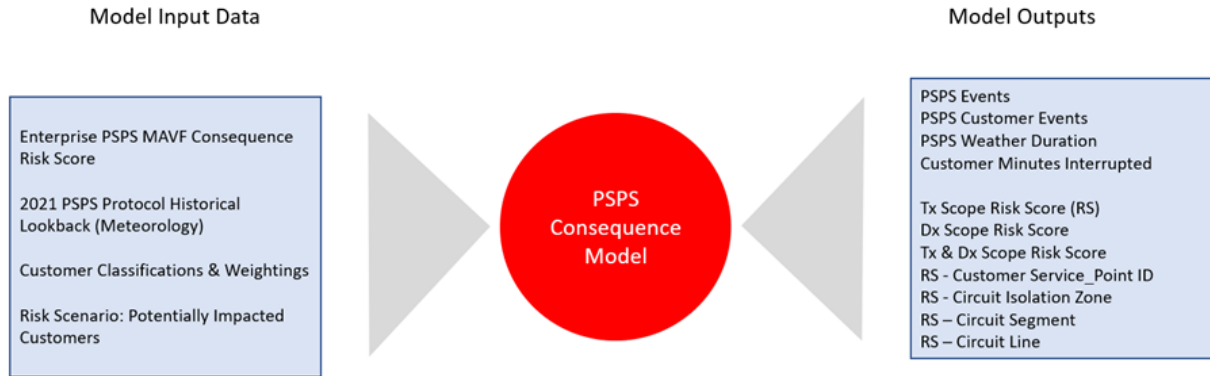 Model Input Data
Enterprise PSPS MAVF Consequence
Risk Score
2021 PSPS Protocol Historical
Lookback (Meteorology)
Customer Classifications & Weightings
Risk Scenario: Potentially Impacted
Customers
PSPS
Consequence
Model
Model Outputs
PSPS Events
PSPS Customer Events
PSPS Weather Duration
Customer Minutes Interrupted
Tx Scope Risk Score (RS)
Dx Scope Risk Score
Tx & Dx Scope Risk Score
RS - Customer Service_Point ID
RS - Circuit Isolation Zone
RS – Circuit Segment
RS – Circuit Line